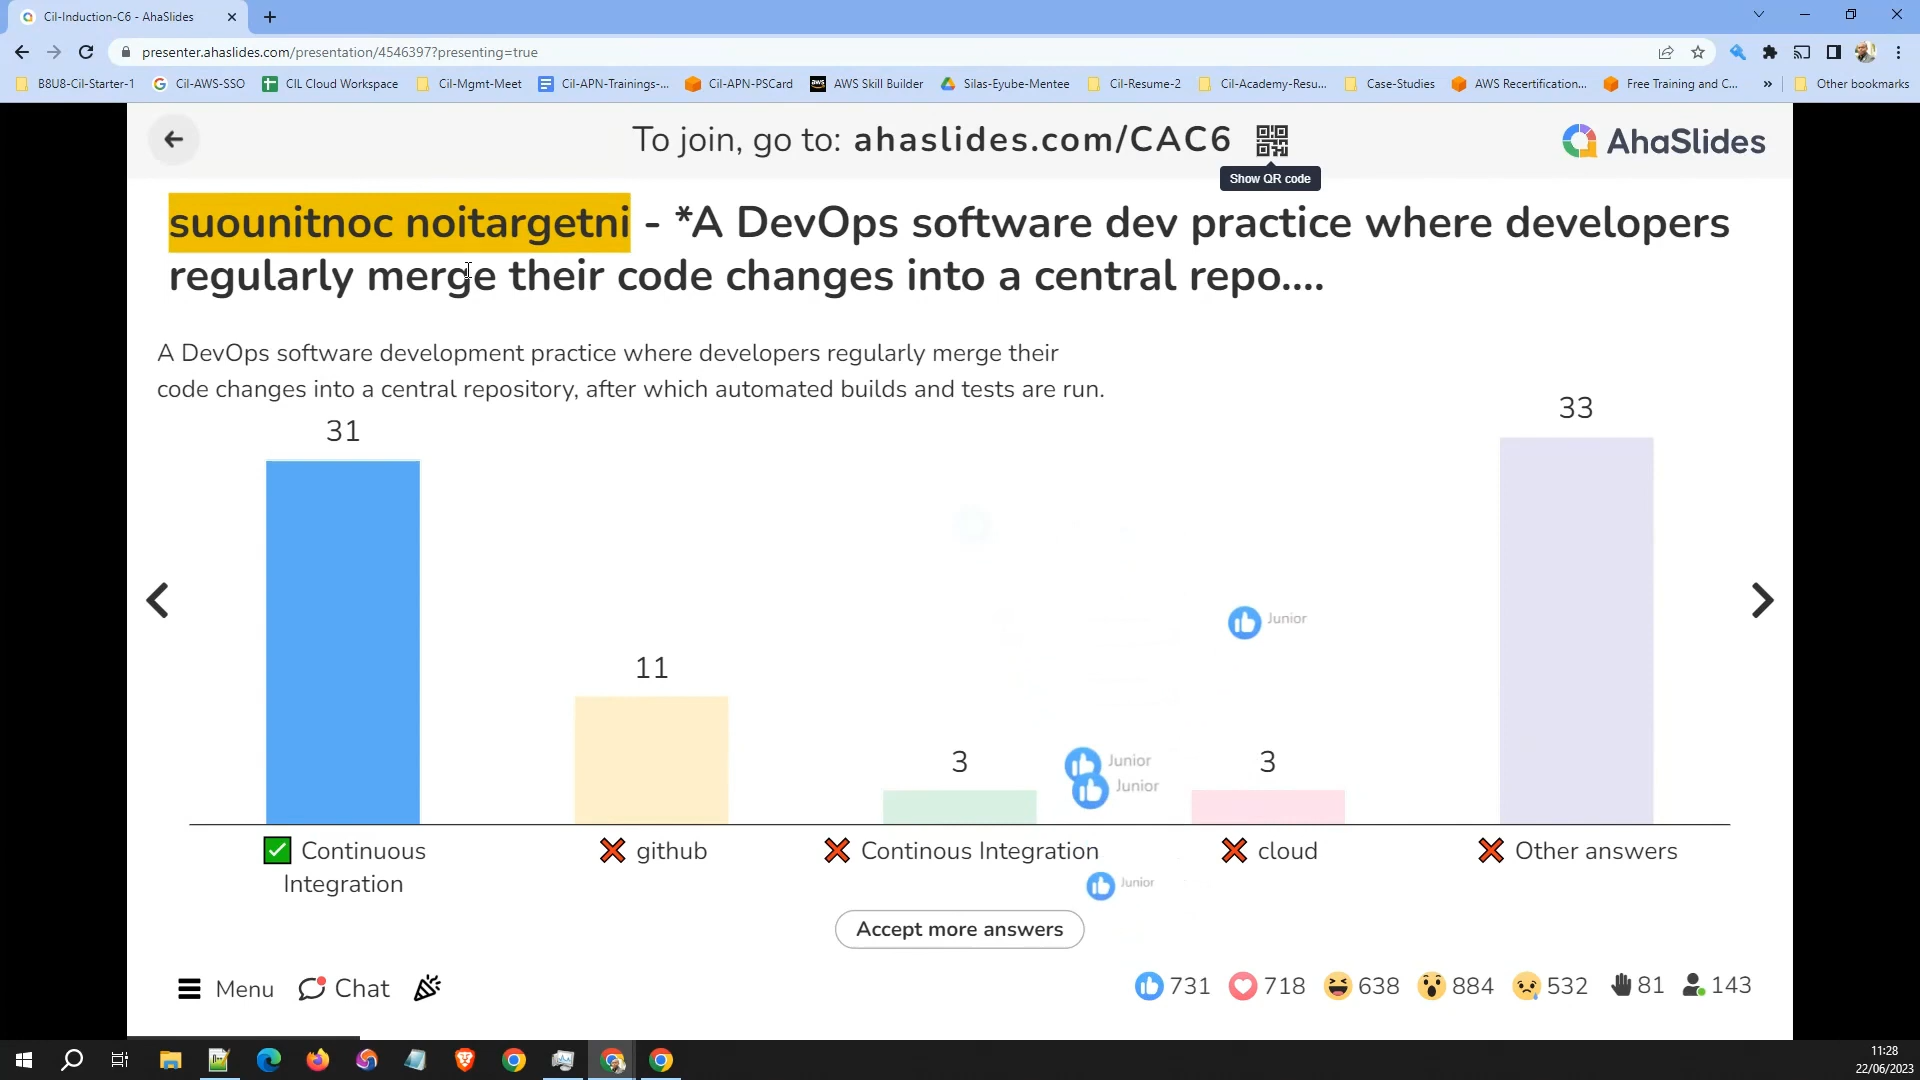 Cil-Induction-C6 - AhaSlides
presenter.ahaslides.com/presentation/4546397?presenting=true
B8U8-Cil-Starter-1 Cil-AWS-SSO CIL Cloud Workspace Cil-Mgmt-Meet Cil-APN-Trainings-... Cil-APN-PSCard AWS Skill Builder Silas-Eyube-Mentee Cil-Resume-2 Cil-Academy-Resu... Case-Studies AWS Recertification... Free Training and C... » Other bookmarks
To join, go to: ahaslides.com/CAC6
AhaSlides
Show QR code
suounitnoc noitargetni - *A DevOps software dev practice where developers
regularly merge their code changes into a central repo....
A DevOps software development practice where developers regularly merge their
code changes into a central repository, after which automated builds and tests are run.
33
31
Junior
11
3
3
Junior
Junior
Continuous
Integration
github
Continous Integration
cloud
Other answers
Junior
Accept more answers
Menu Chat
731 718 638 884 532 81 143
aws
11:28
22/06/2023